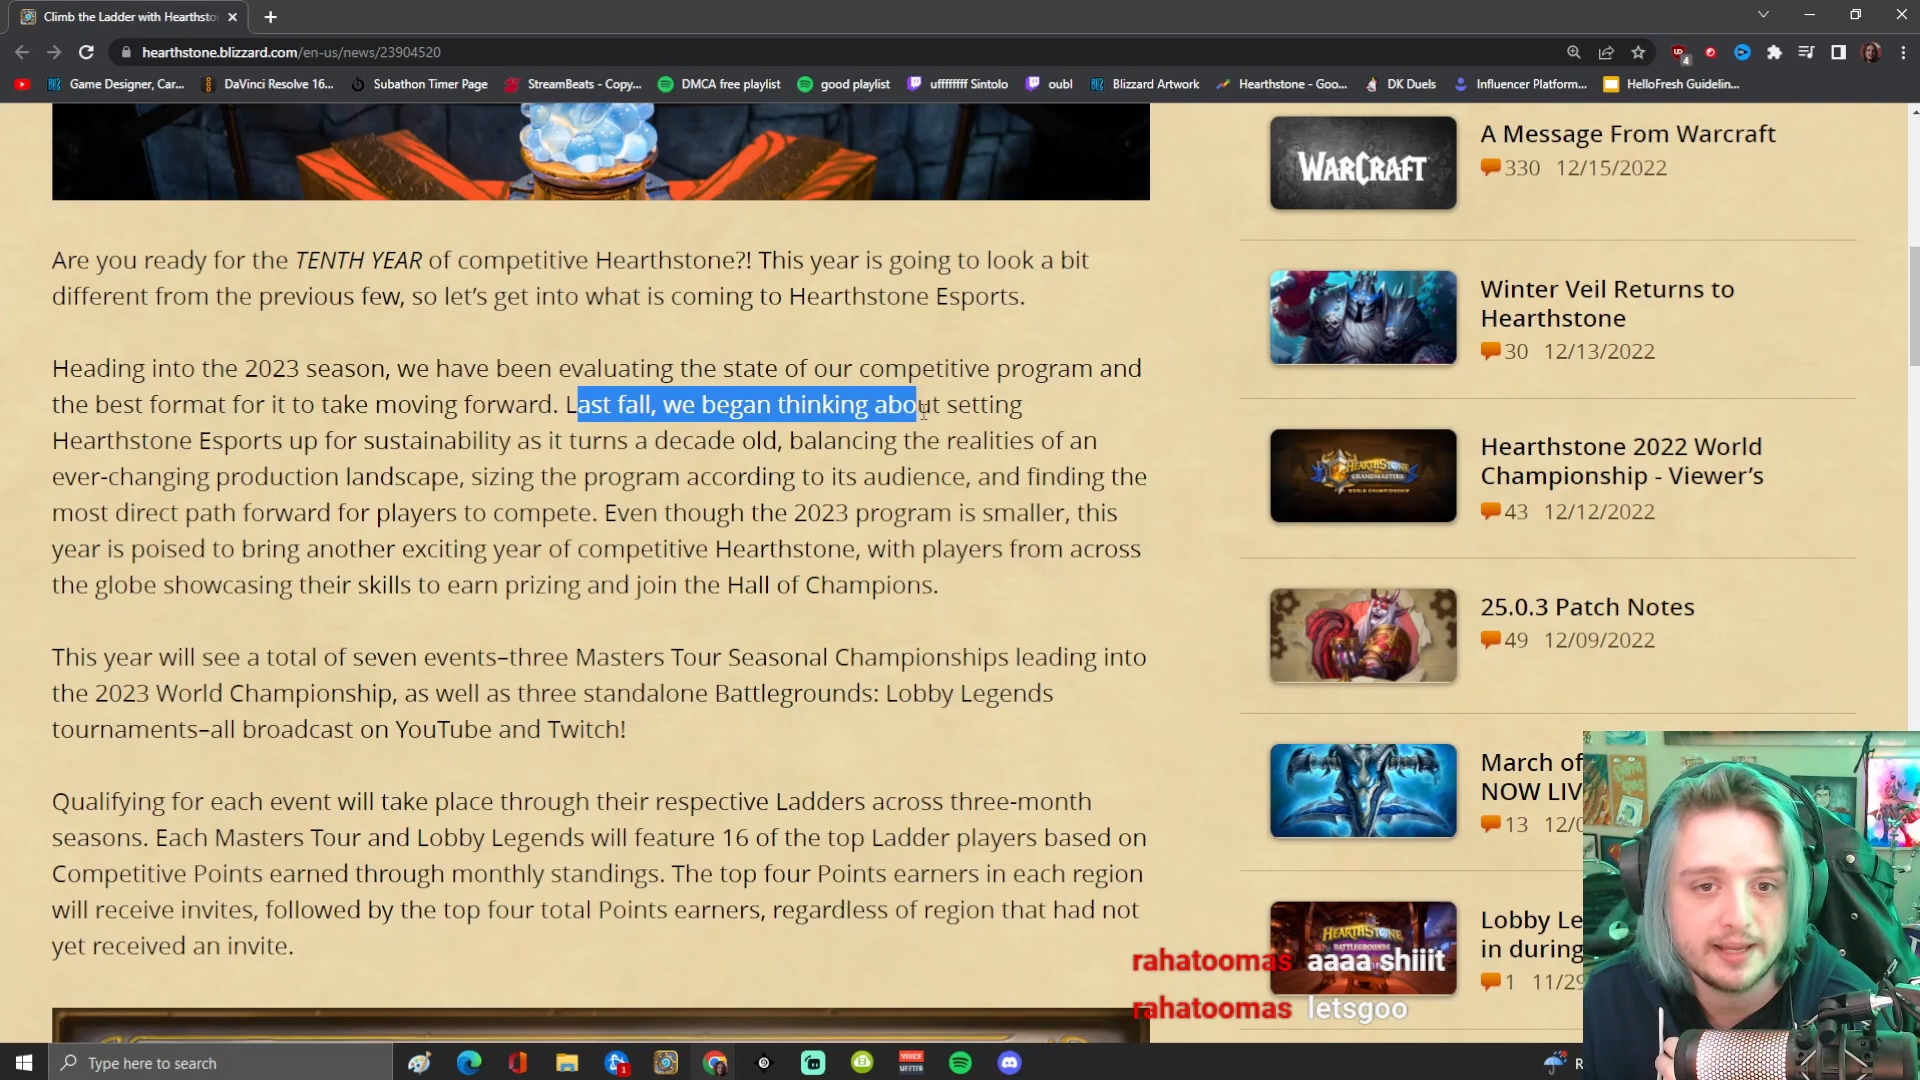 Climb the Ladder with Hearthsto
hearthstone.blizzard.com/en-us/news/23904520
4
Game Designer, Car...
DaVinci Resolve 16...
Subathon Timer Page
StreamBeats - Copy...
DMCA free playlist
good playlist
uffffffff Sintolo
oubl
Blizzard Artwork
Hearthstone - Goo...
DK Duels
Influencer Platform...
HelloFresh Guidelin...
Are you ready for the TENTH YEAR of competitive Hearthstone?! This year is going to look a bit
different from the previous few, so let's get into what is coming to Hearthstone Esports.
Heading into the 2023 season, we have been evaluating the state of our competitive program and
the best format for it to take moving forward. Last fall, we began thinking about setting
Hearthstone Esports up for sustainability as it turns a decade old, balancing the realities of an
ever-changing production landscape, sizing the program according to its audience, and finding the
most direct path forward for players to compete. Even though the 2023 program is smaller, this
year is poised to bring another exciting year of competitive Hearthstone, with players from across
the globe showcasing their skills to earn prizing and join the Hall of Champions.
This year will see a total of seven events–three Masters Tour Seasonal Championships leading into
the 2023 World Championship, as well as three standalone Battlegrounds: Lobby Legends
tournaments–all broadcast on YouTube and Twitch!
Qualifying for each event will take place through their respective Ladders across three-month
seasons. Each Masters Tour and Lobby Legends will feature 16 of the top Ladder players based on
Competitive Points earned through monthly standings. The top four Points earners in each region
will receive invites, followed by the top four total Points earners, regardless of region that had not
yet received an invite.
WARCRAFT
A Message From Warcraft
330 12/15/2022
Winter Veil Returns to
Hearthstone
30 12/13/2022
HEARTHSTONE
GRANDMASTERS
WORLD CHAMPIONSHIP
Hearthstone 2022 World
Championship - Viewer's
43 12/12/2022
25.0.3 Patch Notes
49 12/09/2022
March of
NOW LIV
13 12/0
HEARTHSTONE
BATTLEGROUNDS
Lobby Le
in during
1 11/29
rahatoomas aaaa shiiit
rahatoomas letsgoo
Type here to search
1
VOICE
MEETER
R